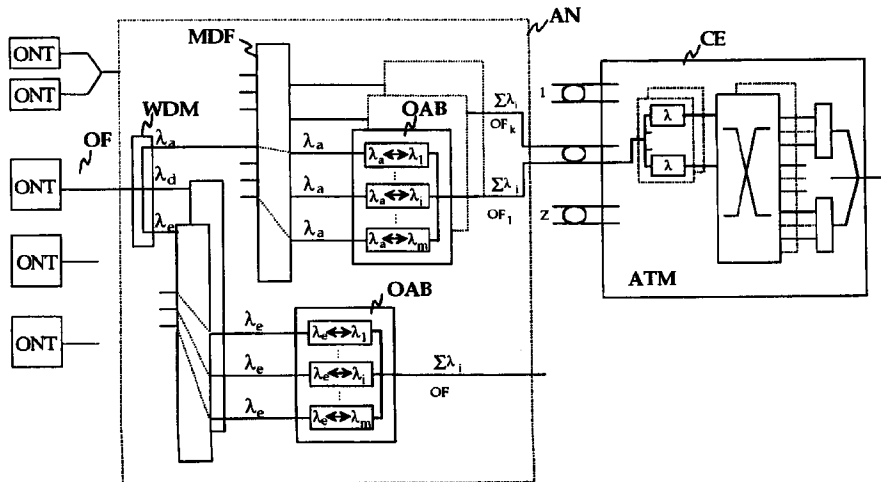 AN
MDF
CE
ONT
ONT
WDM
OF
OAB
λa
λa
λa↔λ1
Σλi
OFk
1
λ
ONT
λd
λa
λa↔λi
Σλi
OF1
λ
λe
λa
λa↔λm
z
ONT
ATM
OAB
ONT
λe
λe↔λ1
λe
λe↔λi
Σλi
OF
λe
λe↔λm